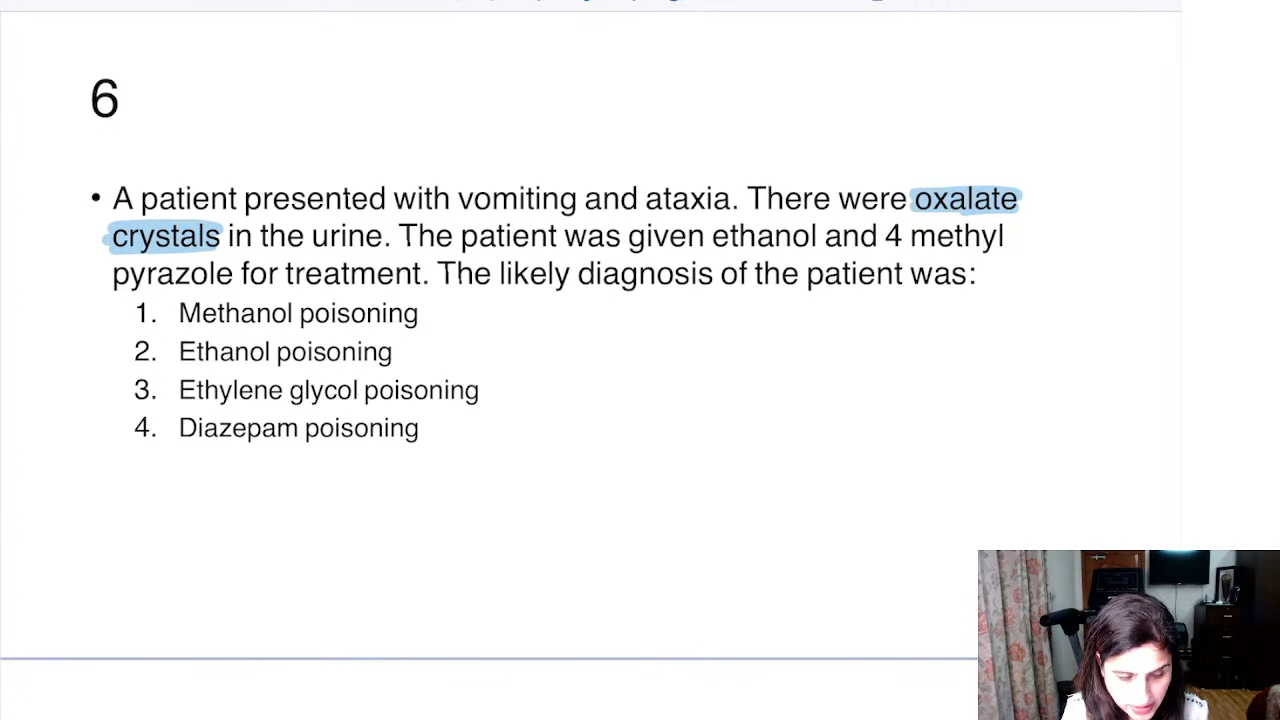 6
• A patient presented with vomiting and ataxia. There were oxalate
crystals in the urine. The patient was given ethanol and 4 methyl
pyrazole for treatment. The likely diagnosis of the patient was:
1. Methanol poisoning
2. Ethanol poisoning
3. Ethylene glycol poisoning
4. Diazepam poisoning